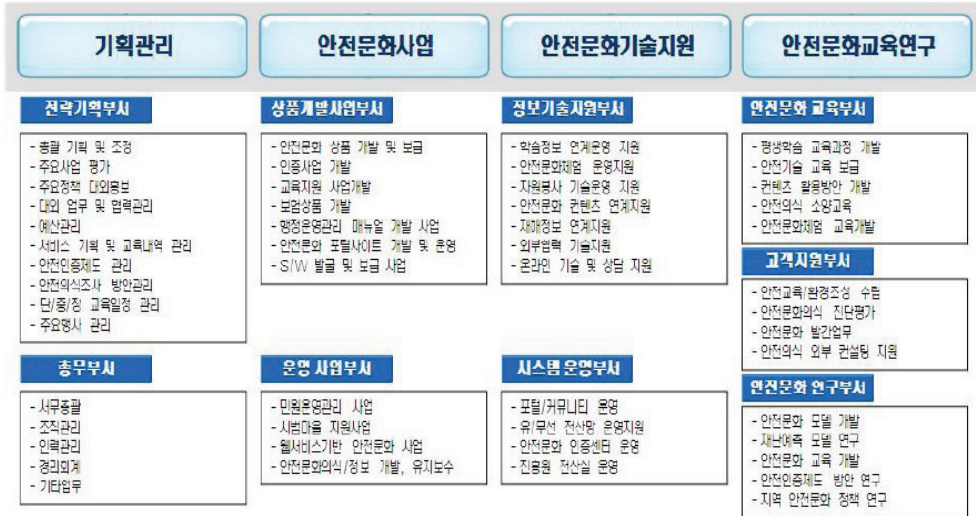 기획관리
전략기획부서
- 총괄 기획 및 조정
- 주요사업 평가
- 주요정책 대외홍보
- 대외 업무 및 협력관리
- 예산관리
- 서비스 기획 및 교육내역 관리
- 안전인증제도 관리
- 안전의식조사 방안관리
- 단/중/장 교육일정 관리
- 주요행사 관리
총무부서
- 서무총괄
- 조직관리
- 인력관리
- 경리회계
- 기타업무
안전문화사업
상품개발사업부서
- 안전문화 상품 개발 및 보급
- 인증사업 개발
- 교육지원 사업개발
- 보험상품 개발
- 행정운영관리 매뉴얼 개발 사업
- 안전문화 포털사이트 개발 및 운영
- S/W 발굴 및 보급 사업
운영 사업부서
- 민원운영관리 사업
- 시범마을 지원사업
- 웹서비스기반 안전문화 사업
- 안전문화의식/정보 개발, 유지보수
안전문화기술지원
정보기술지원부서
- 학습정보 연계운영 지원
- 안전문화체험 운영지원
- 자원봉사 기술운영 지원
- 안전문화 컨텐츠 연계지원
- 재해정보 연계지원
- 외부협력 기술지원
- 온라인 기술 및 상담 지원
시스템 운영부서
- 포털/커뮤니티 운영
- 유/무선 전산망 운영지원
- 안전문화 인증센터 운영
- 진흥원 전산실 운영
안전문화교육연구
안전문화 교육부서
- 평생학습 교육과정 개발
- 안전기술 교육 보급
- 컨텐츠 활용방안 개발
- 안전의식 소양교육
- 안전문화체험 교육개발
고객지원부서
- 안전교육/환경조성 수립
- 안전문화의식 진단평가
- 안전문화 발간업무
- 안전의식 외부 컨설팅 지원
안전문화 연구부서
- 안전문화 모델 개발
- 재난예측 모델 연구
- 안전문화 교육 개발
- 안전인증제도 방안 연구
- 지역 안전문화 정책 연구